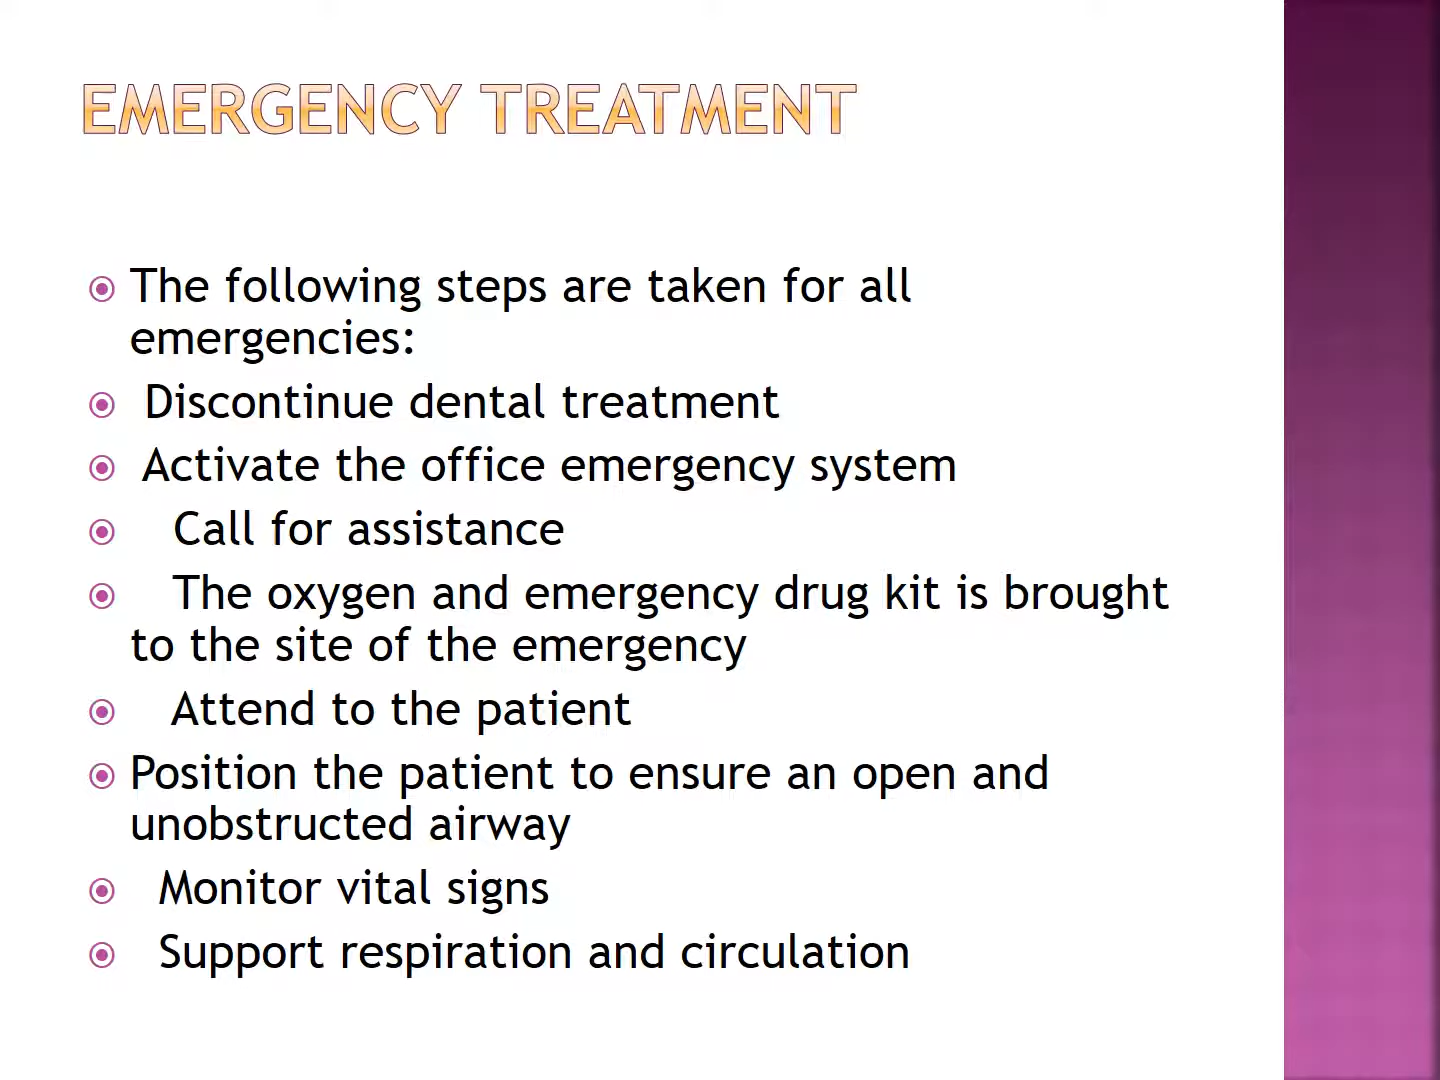 EMERGENCY TREATMENT
The following steps are taken for all
emergencies:
Discontinue dental treatment
Activate the office emergency system
Call for assistance
The oxygen and emergency drug kit is brought
to the site of the emergency
Attend to the patient
Position the patient to ensure an open and
unobstructed airway
Monitor vital signs
Support respiration and circulation